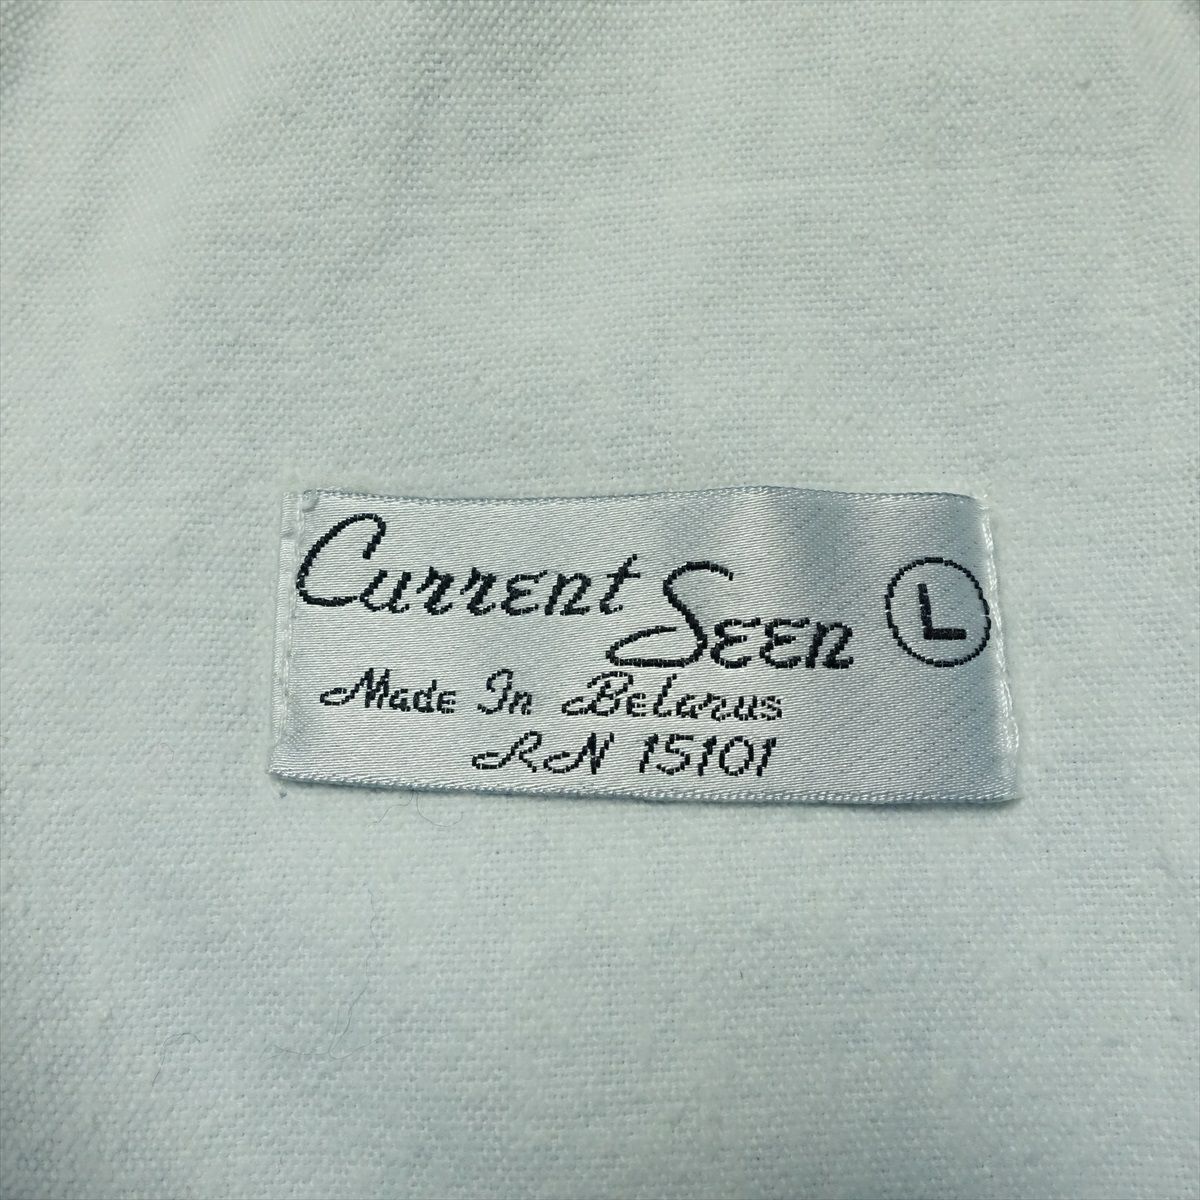 Current Seen
L
Made In Belarus
RN 15101